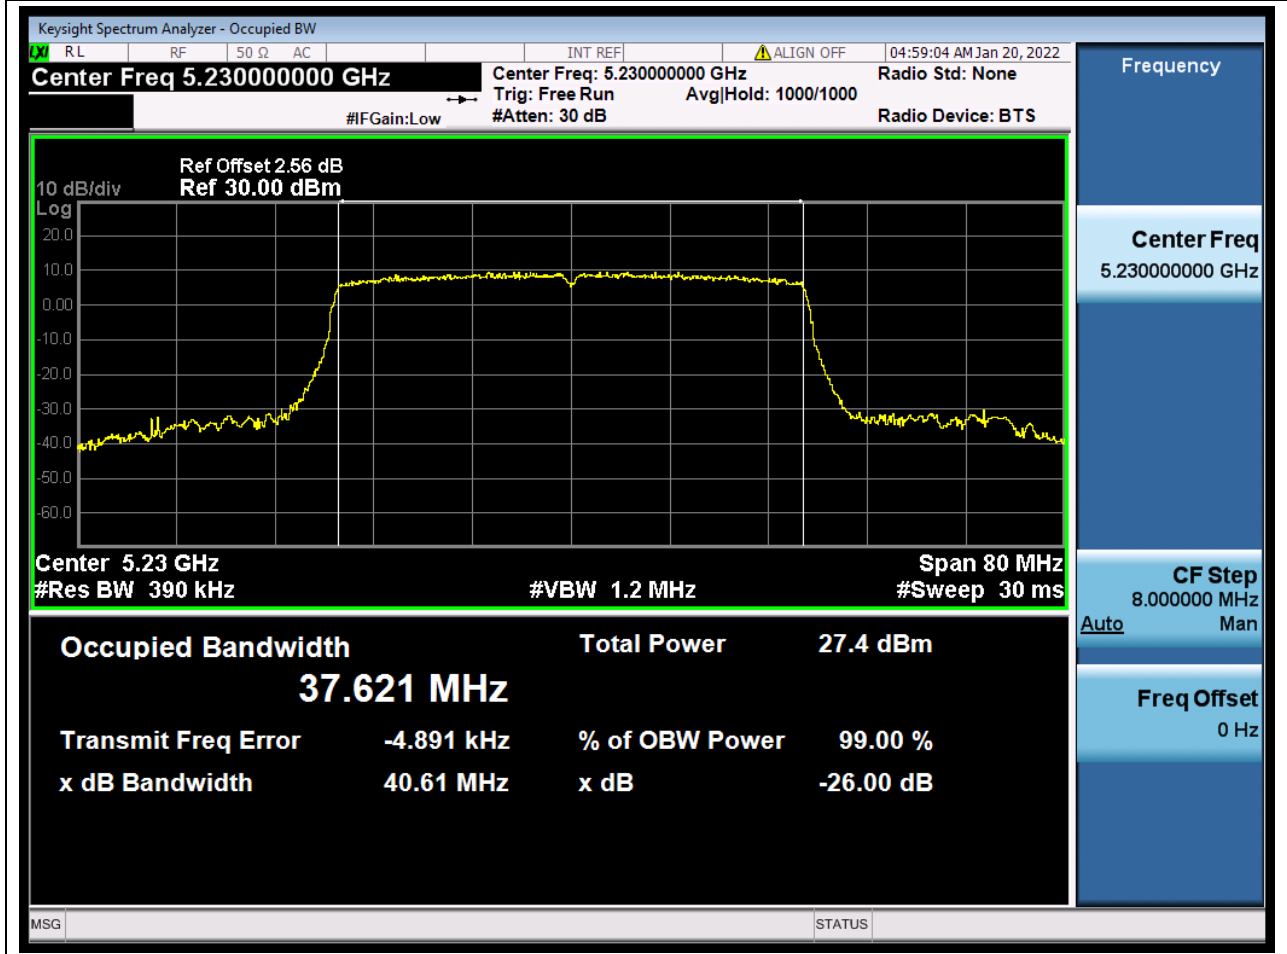 Keysight Spectrum Analyzer - Occupied BW
LXI RL RF 50 Ω AC INT REF ALIGN OFF 04:59:04 AM Jan 20, 2022
Center Freq 5.230000000 GHz
Center Freq: 5.230000000 GHz
Radio Std: None
Trig: Free Run Avg|Hold: 1000/1000
#IFGain:Low
#Atten: 30 dB
Radio Device: BTS
Ref Offset 2.56 dB
10 dB/div Ref 30.00 dBm
Log
20.0
10.0
0.00
-10.0
-20.0
-30.0
-40.0
-50.0
-60.0
Center 5.23 GHz Span 80 MHz
#Res BW 390 kHz #VBW 1.2 MHz #Sweep 30 ms
Occupied Bandwidth Total Power 27.4 dBm
37.621 MHz
Transmit Freq Error -4.891 kHz % of OBW Power 99.00 %
x dB Bandwidth 40.61 MHz x dB -26.00 dB
MSG STATUS
Frequency
Center Freq
5.230000000 GHz
CF Step
8.000000 MHz
Auto Man
Freq Offset
0 Hz